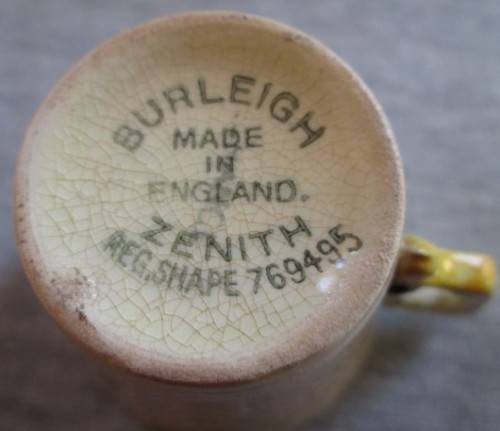 BURLEIGH
MADE
IN
ENGLAND.
ZENITH
REG.SHAPE 769495